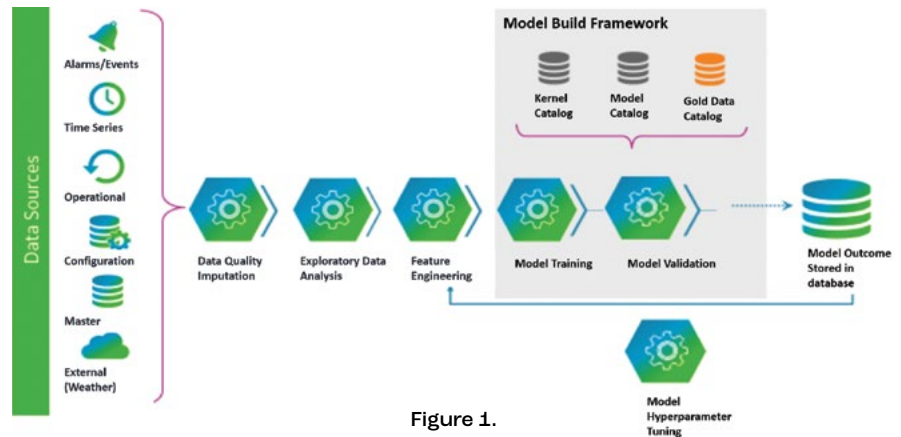 Data Sources
Alarms/Events
Time Series
Operational
Configuration
Master
External
(Weather)
Data Quality
Imputation
Exploratory Data
Analysis
Feature
Engineering
Model Build Framework
Kernel
Catalog
Model
Catalog
Gold Data
Catalog
Model Training
Model Validation
Model Outcome
Stored in
database
Model
Hyperparameter
Tuning
Figure 1.